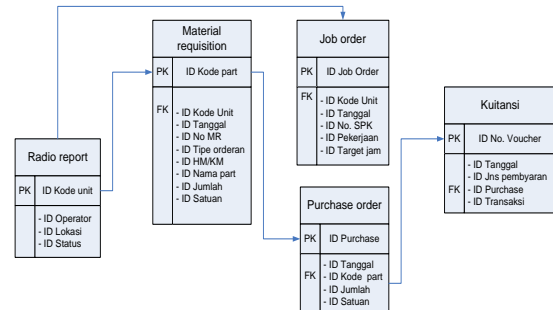 Radio report
PK ID Kode unit
- ID Operator
- ID Lokasi
- ID Status
Material
requisition
PK ID Kode part
FK - ID Kode Unit
- ID Tanggal
- ID No MR
- ID Tipe orderan
- ID HM/KM
- ID Nama part
- ID Jumlah
- ID Satuan
Job order
PK ID Job Order
FK - ID Kode Unit
- ID Tanggal
- ID No. SPK
- ID Pekerjaan
- ID Target jam
Purchase order
PK ID Purchase
FK - ID Tanggal
- ID Kode part
- ID Jumlah
- ID Satuan
Kuitansi
PK ID No. Voucher
- ID Tanggal
- ID Jns pembyaran
FK - ID Purchase
- ID Transaksi